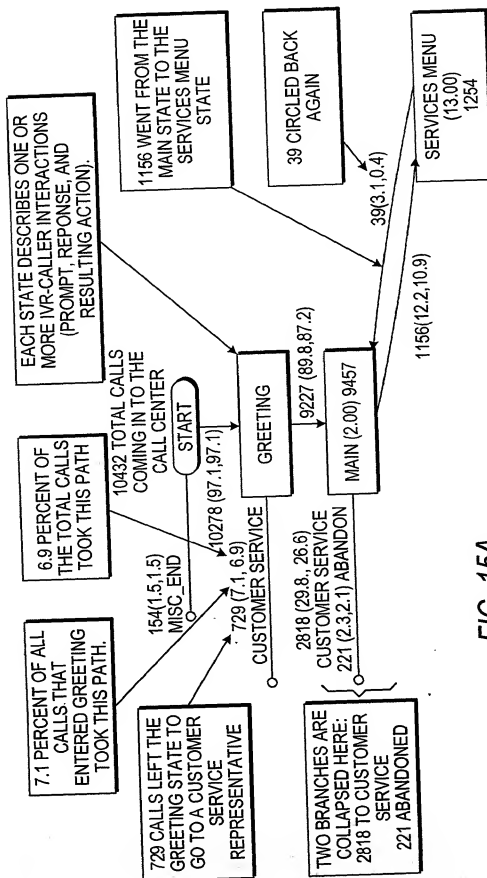 7.1 PERCENT OF ALL
CALLS. THAT
ENTERED GREETING
TOOK THIS PATH.
6.9 PERCENT OF
THE TOTAL CALLS
TOOK THIS PATH
EACH STATE DESCRIBES ONE OR
MORE IVR-CALLER INTERACTIONS
(PROMPT, REPONSE, AND
RESULTING ACTION).
729 CALLS LEFT THE
GREETING STATE TO
GO TO A CUSTOMER
SERVICE
REPRESENTATIVE
154(1.5,1.5)
MISC_END
10432 TOTAL CALLS
COMING IN TO THE
CALL CENTER
START
10278 (97.1,97.1)
729 (7.1, 6.9)
CUSTOMER SERVICE
GREETING
1156 WENT FROM THE
MAIN STATE TO THE
SERVICES MENU
STATE
9227 (89.8,87.2)
39 CIRCLED BACK
AGAIN
TWO BRANCHES ARE
COLLAPSED HERE:
2818 TO CUSTOMER
SERVICE
221 ABANDONED
2818 (29.8., 26.6)
CUSTOMER SERVICE
221 (2.3,2.1) ABANDON
MAIN (2.00) 9457
39(3.1,0.4)
1156(12.2,10.9)
SERVICES MENU
(13.00)
1254
FIG. 15A